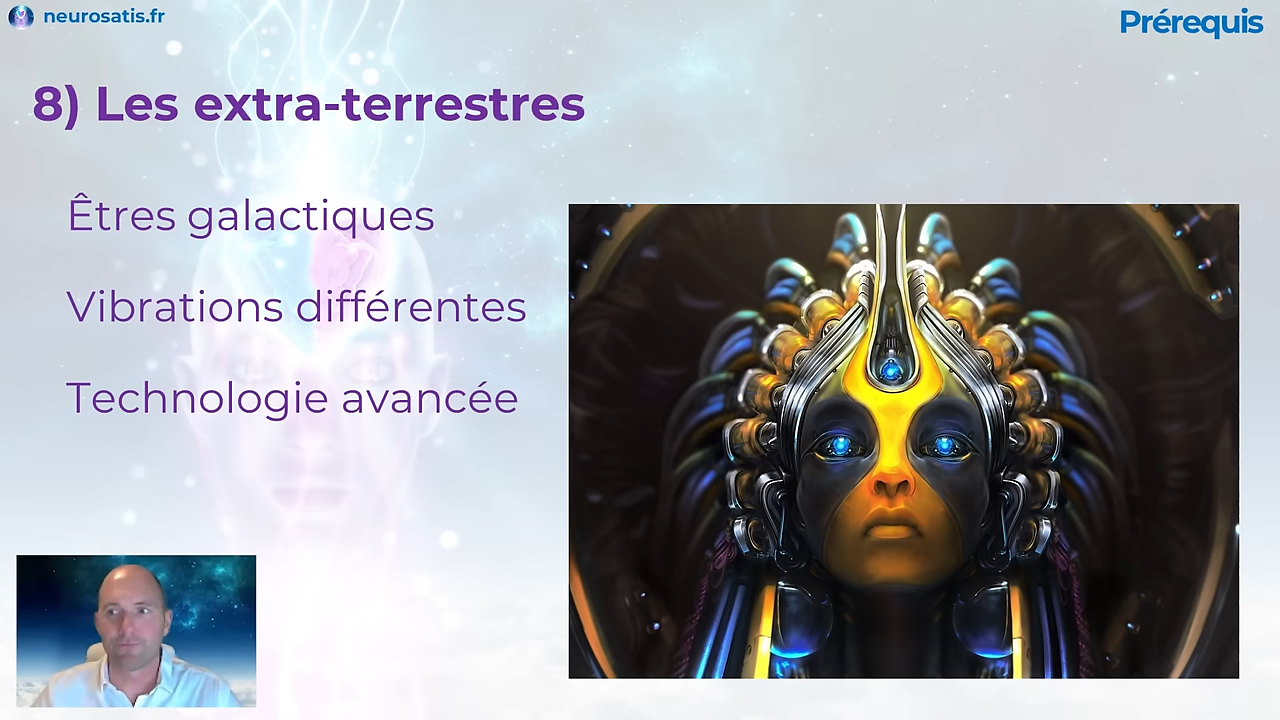 neurosatis.fr
Prérequis
8) Les extra-terrestres
Êtres galactiques
Vibrations différentes
Technologie avancée